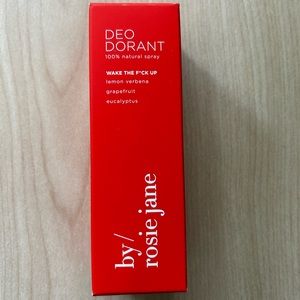 DEO
DORANT
100% natural spray
WAKE THE F*CK UP
lemon verbena
grapefruit
eucalyptus
by/
rosie jane